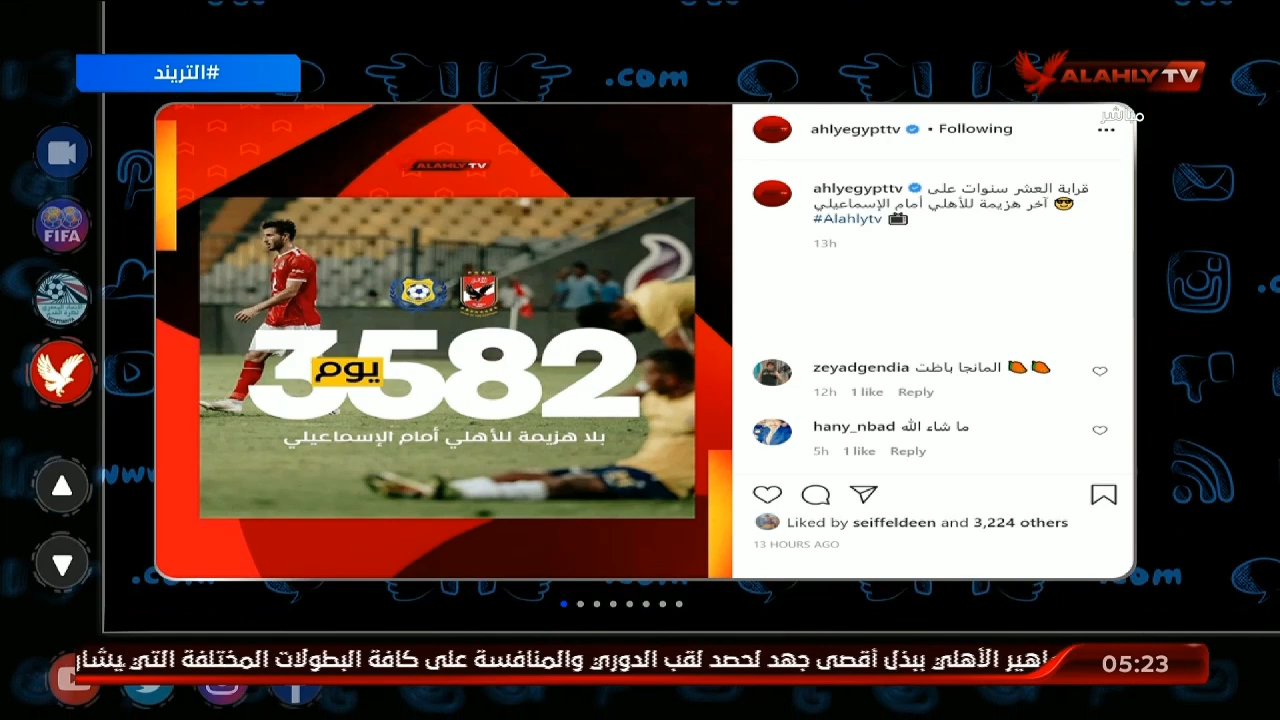 #التريند
.com
ALAHLY TV
مباشر
FIFA
ALAHLY TV
3582
يوم
بلا هزيمة للأهلي أمام الإسماعيلي
ahlyegypttv • Following
ahlyegypttv قرابة العشر سنوات على
آخر هزيمة للأهلي أمام الإسماعيلي 😎
#Alahlytv 📺
13h
zeyadgendia المانجا باظت 🥭 🥭
12h 1 like Reply
hany_nbad ما شاء الله
5h 1 like Reply
Liked by seiffeldeen and 3,224 others
13 HOURS AGO
الأهلي ببذل أقصى جهد لحصد لقب الدوري والمنافسة على كافة البطولات المختلفة التي
05:23